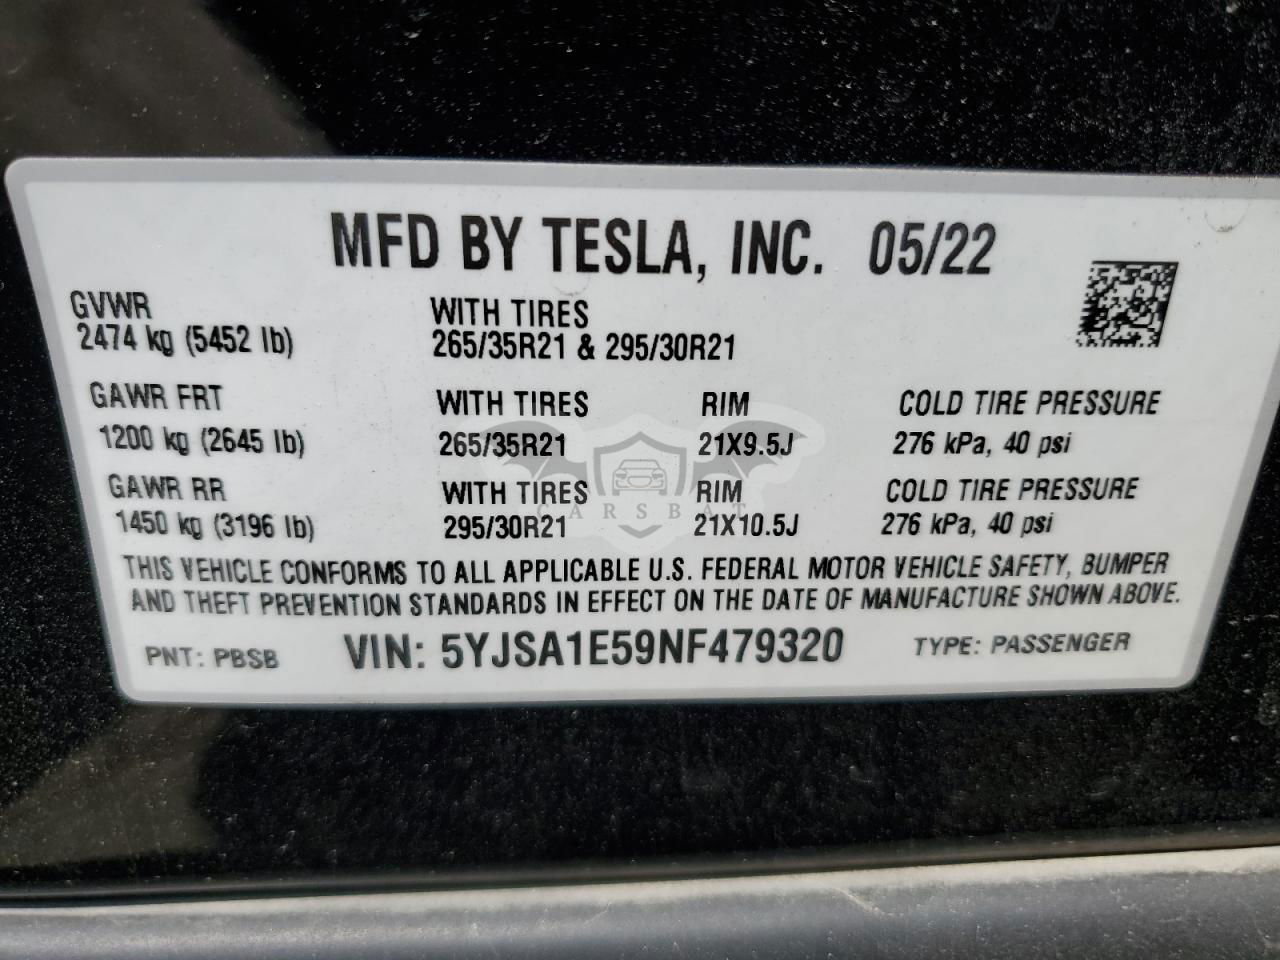 MFD BY TESLA, INC. 05/22
GVWR WITH TIRES
2474 kg (5452 lb) 265/35R21 & 295/30R21
GAWR FRT WITH TIRES RIM COLD TIRE PRESSURE
1200 kg (2645 lb) 265/35R21 21X9.5J 276 kPa, 40 psi
GAWR RR WITH TIRES RIM COLD TIRE PRESSURE
CARSBAT
1450 kg (3196 lb) 295/30R21 21X10.5J 276 kPa, 40 psi
THIS VEHICLE CONFORMS TO ALL APPLICABLE U.S. FEDERAL MOTOR VEHICLE SAFETY, BUMPER
AND THEFT PREVENTION STANDARDS IN EFFECT ON THE DATE OF MANUFACTURE SHOWN ABOVE.
PNT: PBSB VIN: 5YJSA1E59NF479320 TYPE: PASSENGER